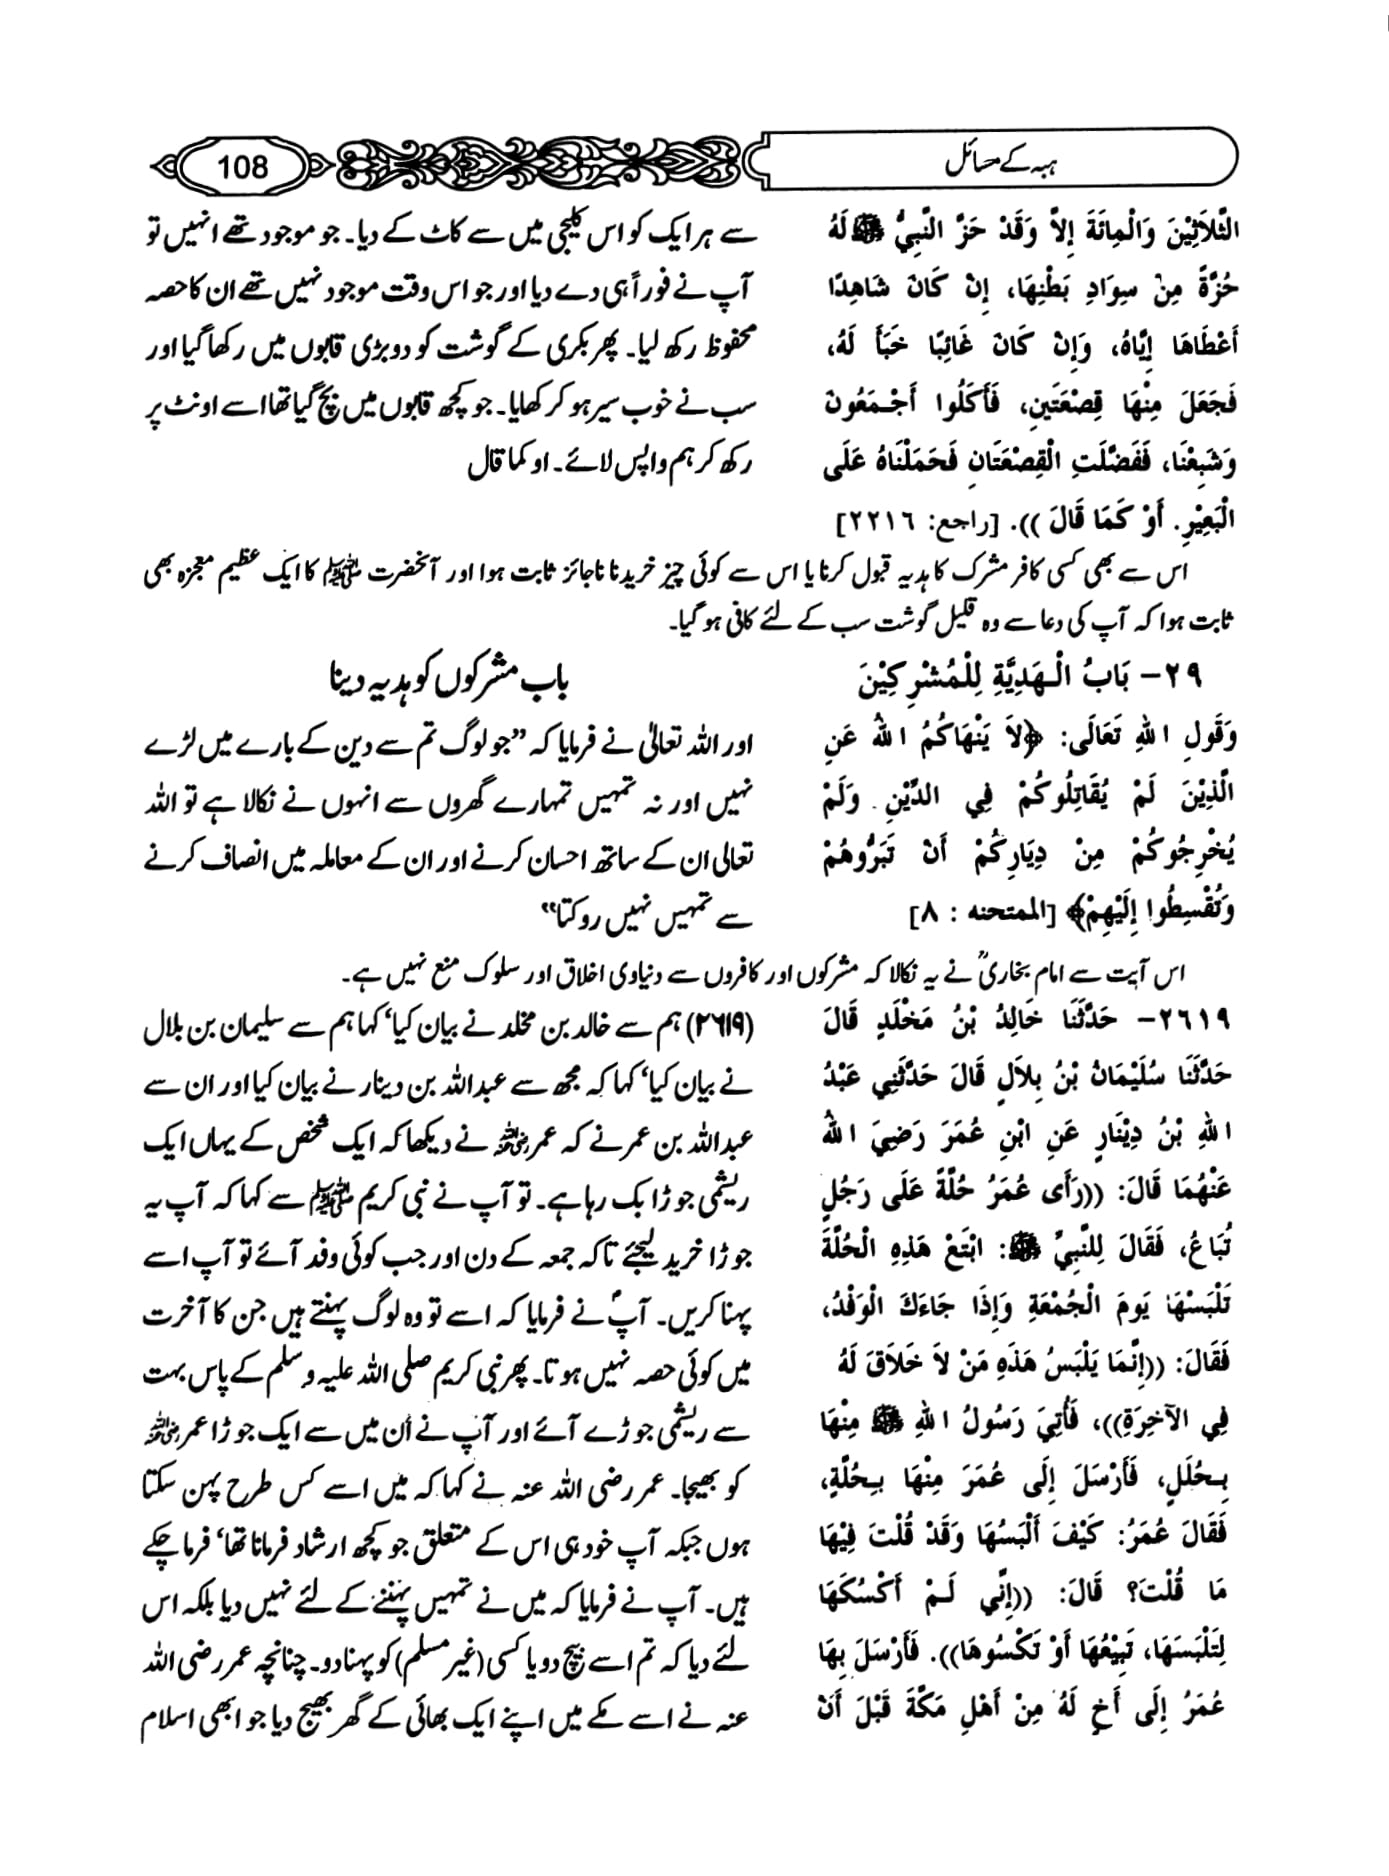 108
ہبہ کے مسائل
الثَّلاَثِيْنَ وَالْمِائَةَ إِلاَّ وَقَدْ حَزَّ النَّبِيُّ ﷺ لَهُ
حُزَّةً مِنْ سِوَادِ بَطْنِهَا، إِنْ كَانَ شَاهِدًا
أَعْطَاهَا إِيَّاهُ، وَإِنْ كَانَ غَائِبًا خَبَأَ لَهُ،
فَجَعَلَ مِنْهَا قِصْعَتَينِ، فَأَكَلُوا أَجْمَعُونَ
وَشَبِعْنَا، فَفَضَّلَتِ الْقِصْعَتَانِ فَحَمَلْنَاهُ عَلَى
الْبَعِيْرِ. أَوْ كَمَا قَالَ )). [راجع: ٢٢١٦]
سے ہر ایک کو اس کلیجی میں سے کاٹ کے دیا۔ جو موجود تھے انہیں تو
آپ نے فوراً ہی دے دیا اور جو اس وقت موجود نہیں تھے ان کا حصہ
محفوظ رکھ لیا۔ پھر بکری کے گوشت کو دو بڑی قابوں میں رکھا گیا اور
سب نے خوب سیر ہو کر کھایا۔ جو کچھ قابوں میں بچ گیا تھا اسے اونٹ پر
رکھ کر ہم واپس لائے۔ او کما قال
اس سے بھی کسی کافر مشرک کا ہدیہ قبول کرنا یا اس سے کوئی چیز خریدنا نا جائز ثابت ہوا اور آنحضرت ﷺ کا ایک عظیم معجزہ بھی
ثابت ہوا کہ آپ کی دعا سے وہ قلیل گوشت سب کے لئے کافی ہو گیا۔
٢٩- بَابُ الْـهَدِيَّةِ لِلْمُشْرِكِيْنَ
باب مشرکوں کو ہدیہ دینا
وَقَولِ اللهِ تَعَالَى: ﴿لاَ يَنْهَاكُمُ اللهُ عَنِ
الَّذِيْنَ لَمْ يُقَاتِلُوكُمْ فِي الدِّيْنِ وَلَمْ
يُخْرِجُوكُمْ مِنْ دِيَارِكُمْ أَنْ تَبَرُّوهُمْ
وَتُقْسِطُوا إِلَيْهِمْ﴾ [الممتحنه : ٨]
اور اللہ تعالیٰ نے فرمایا کہ ”جو لوگ تم سے دین کے بارے میں لڑے
نہیں اور نہ تمہیں تمہارے گھروں سے انہوں نے نکالا ہے تو اللہ
تعالی ان کے ساتھ احسان کرنے اور ان کے معاملہ میں انصاف کرنے
سے تمہیں نہیں روکتا“
اس آیت سے امام بخاریؒ نے یہ نکالا کہ مشرکوں اور کافروں سے دنیاوی اخلاق اور سلوک منع نہیں ہے۔
٢٦١٩- حَدَّثَنَا خَالِدُ بْنُ مَخْلَدٍ قَالَ
حَدَّثَنَا سُلَيْمَانُ بْنُ بِلاَلٍ قَالَ حَدَّثَنِي عَبْدُ
اللهِ بْنُ دِيْنَارٍ عَنِ ابْنِ عُمَرَ رَضِيَ اللهُ
عَنْهُمَا قَالَ: ((رَأَى عُمَرُ حُلَّةً عَلَى رَجُلٍ
تُبَاعُ، فَقَالَ لِلنَّبِيِّ ﷺ: ابْتَعْ هَذِهِ الْحُلَّةَ
تَلْبَسْهَا يَومَ الْجُمْعَةِ وَإِذَا جَاءَكَ الْوَفْدُ،
فَقَالَ: ((إِنَّمَا يَلْبَسُ هَذَهِ مَنْ لاَ خَلاَقَ لَهُ
فِي الآخِرَةِ))، فَأُتِيَ رَسُولُ اللهِ ﷺ مِنْهَا
بِحُلَلٍ، فَأَرْسَلَ إِلَى عُمَرَ مِنْهَا بِحُلَّةٍ،
فَقَالَ عُمَرُ: كَيْفَ أَلْبَسُهَا وَقَدْ قُلْتَ فِيْهَا
مَا قُلْتَ؟ قَالَ: ((إِنِّي لَمْ أَكْسُكَهَا
لِتَلْبَسَهَا، تَبِيْعُهَا أَوْ تَكْسُوهَا)). فَأَرْسَلَ بِهَا
عُمَرُ إِلَى أَخٍ لَهُ مِنْ أَهْلِ مَكَّةَ قَبْلَ أَنْ
(۲۶۱۹) ہم سے خالد بن مخلد نے بیان کیا، کہا ہم سے سلیمان بن بلال
نے بیان کیا، کہا کہ مجھ سے عبداللہ بن دینار نے بیان کیا اور ان سے
عبداللہ بن عمر نے کہ عمر رضی اللہ عنہ نے دیکھا کہ ایک شخص کے یہاں ایک
ریشمی جوڑا بک رہا ہے۔ تو آپ نے نبی کریم ﷺ سے کہا کہ آپ یہ
جوڑا خرید لیجئے تاکہ جمعہ کے دن اور جب کوئی وفد آئے تو آپ اسے
پہنا کریں۔ آپؐ نے فرمایا کہ اسے تو وہ لوگ پہنتے ہیں جن کا آخرت
میں کوئی حصہ نہیں ہوتا۔ پھر نبی کریم صلی اللہ علیہ وسلم کے پاس بہت
سے ریشمی جوڑے آئے اور آپ نے اُن میں سے ایک جوڑا عمر رضی اللہ عنہ
کو بھیجا۔ عمر رضی اللہ عنہ نے کہا کہ میں اسے کس طرح پہن سکتا
ہوں جبکہ آپ خود ہی اس کے متعلق جو کچھ ارشاد فرمانا تھا، فرما چکے
ہیں۔ آپ نے فرمایا کہ میں نے تمہیں پہننے کے لئے نہیں دیا بلکہ اس
لئے دیا کہ تم اسے بیچ دو یا کسی (غیر مسلم) کو پہنا دو۔ چنانچہ عمر رضی اللہ
عنہ نے اسے مکے میں اپنے ایک بھائی کے گھر بھیج دیا جو ابھی اسلام